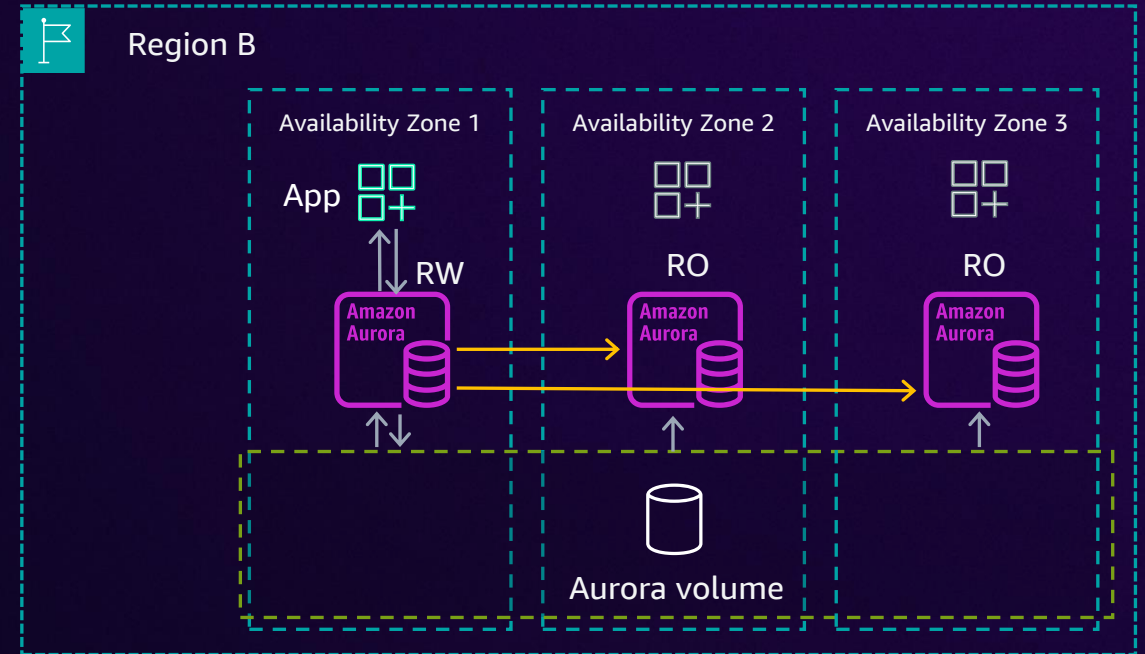 Region B
Availability Zone 1
Availability Zone 2
Availability Zone 3
App
RW
RO
RO
Amazon
Aurora
Amazon
Aurora
Amazon
Aurora
Aurora volume